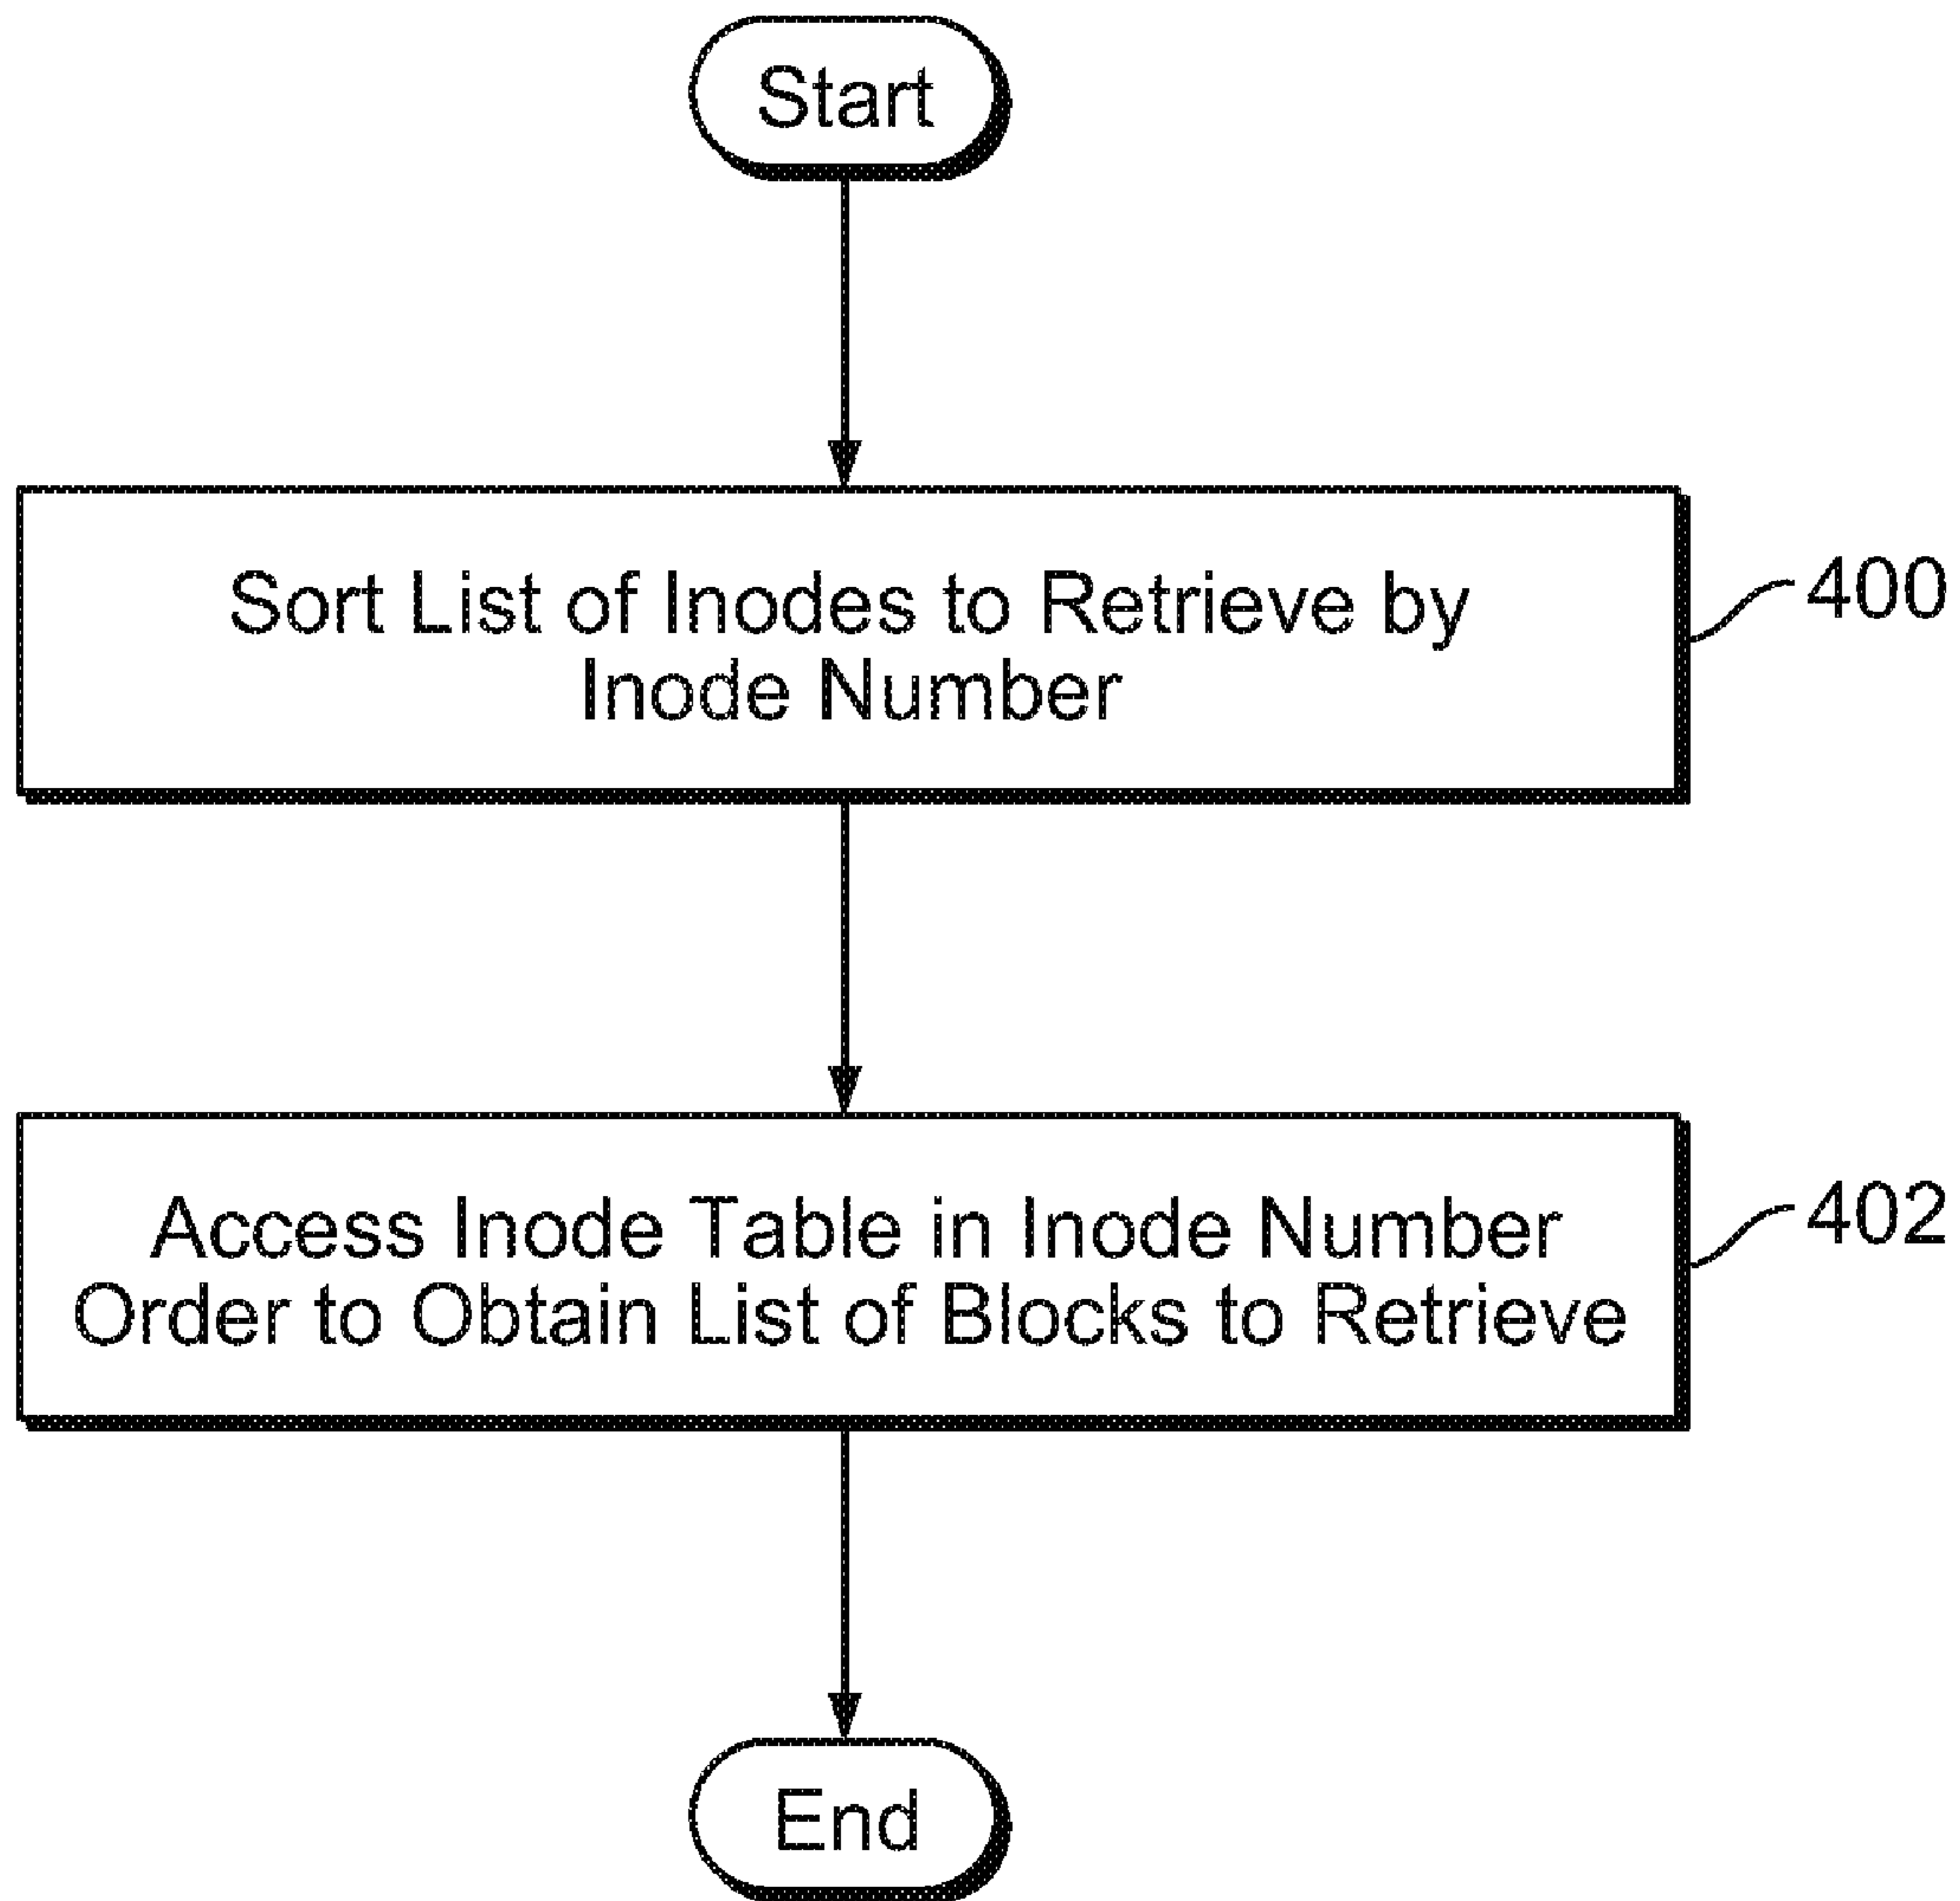 Start
Sort List of Inodes to Retrieve by
Inode Number
400
Access Inode Table in Inode Number
Order to Obtain List of Blocks to Retrieve
402
End